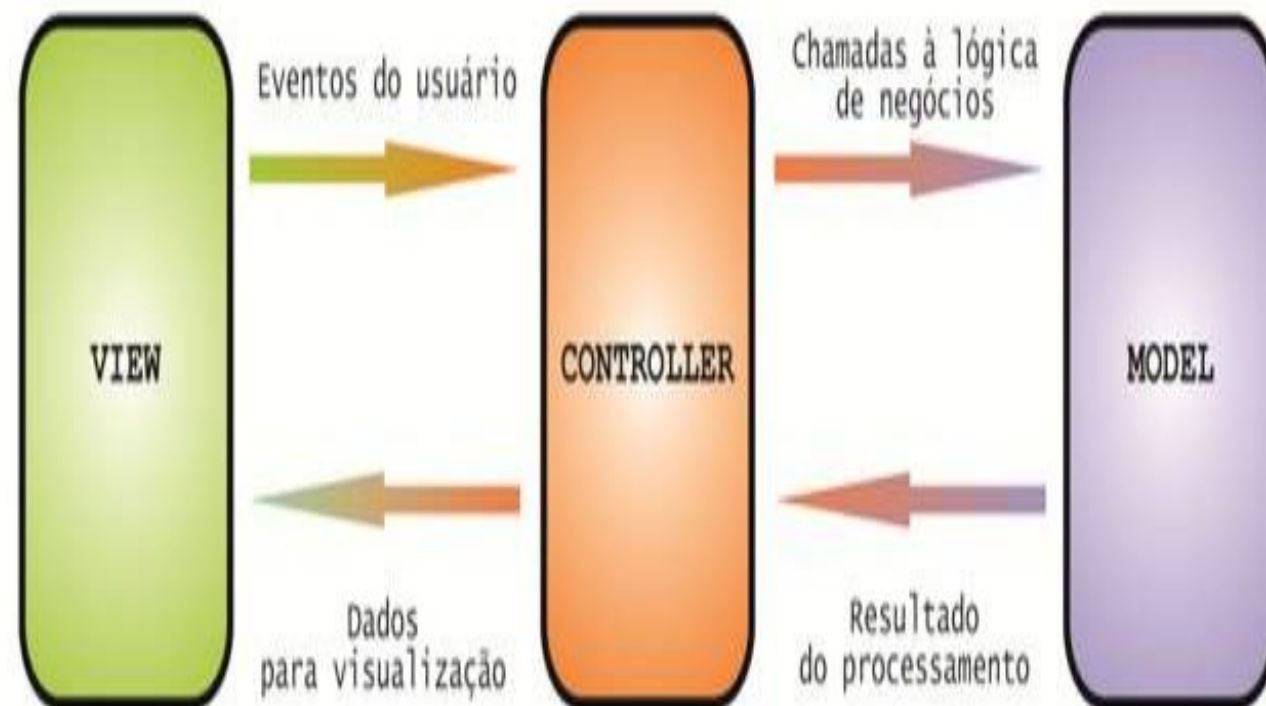 Eventos do usuário
Chamadas à lógica
de negócios
VIEW
CONTROLLER
MODEL
Dados
para visualização
Resultado
do processamento